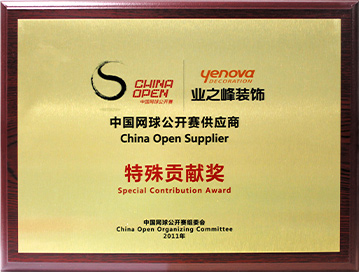 CHINA
OPEN
中国网球公开赛
yenova
DECORATION
业之峰装饰
中国网球公开赛供应商
China Open Supplier
特殊贡献奖
Special Contribution Award
中国网球公开赛组委会
China Open Organizing Committee
2011年